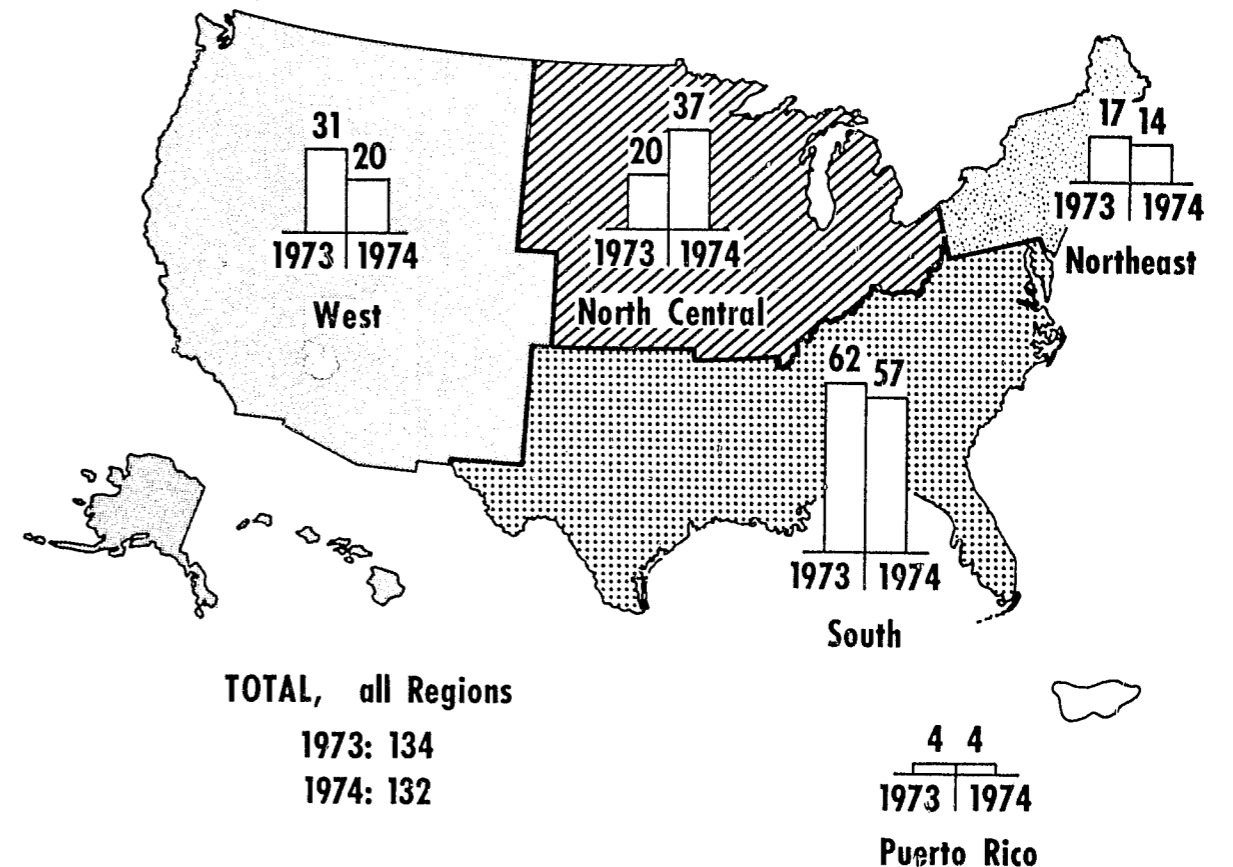 31 20
1973 1974
West
20 37
1973 1974
North Central
17 14
1973 1974
Northeast
62 57
1973 1974
South
TOTAL, all Regions
1973: 134
1974: 132
4 4
1973 1974
Puerto Rico